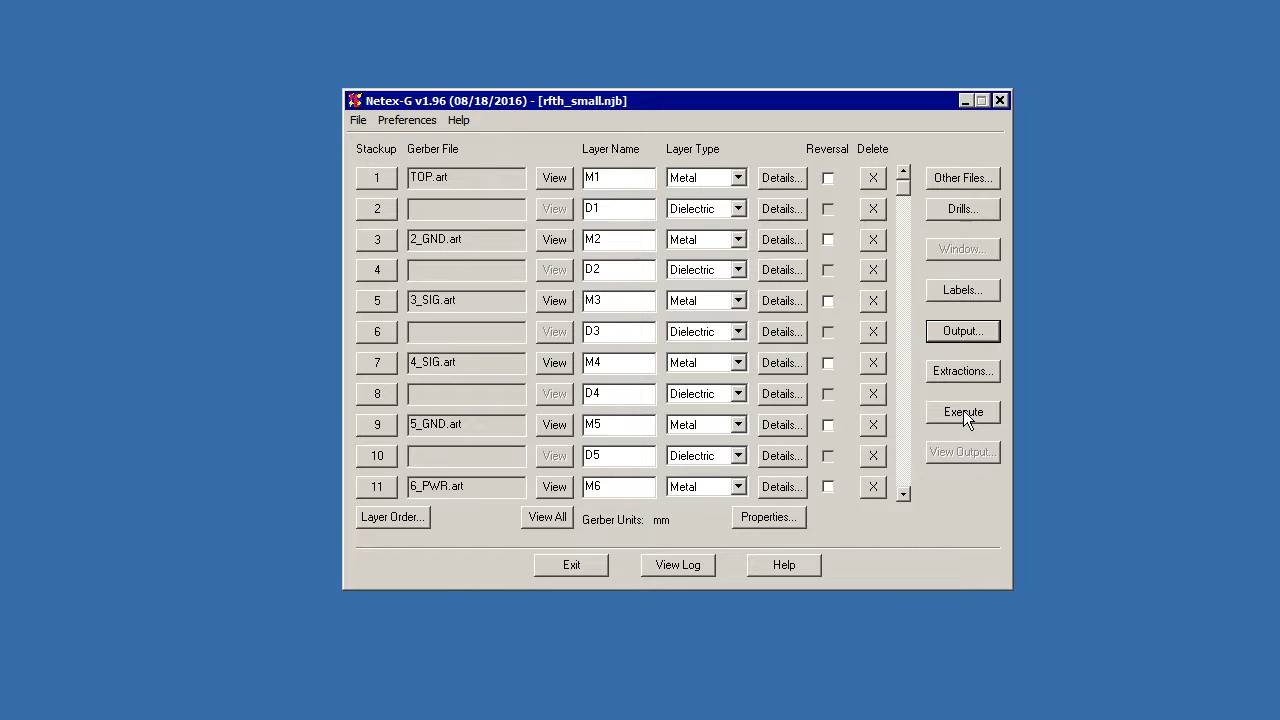 Netex-G v1.96 (08/18/2016) - [rfth_small.njb]
File Preferences Help
Stackup Gerber File Layer Name Layer Type Reversal Delete
1 TOP.art View M1 Metal Details... X Other Files...
2 View D1 Dielectric Details... X Drills...
3 2_GND.art View M2 Metal Details... X Window...
4 View D2 Dielectric Details... X
5 3_SIG.art View M3 Metal Details... X Labels...
6 View D3 Dielectric Details... X Output...
7 4_SIG.art View M4 Metal Details... X Extractions...
8 View D4 Dielectric Details... X
9 5_GND.art View M5 Metal Details... X Execute
10 View D5 Dielectric Details... X View Output...
11 6_PWR.art View M6 Metal Details... X
Layer Order... View All Gerber Units: mm Properties...
Exit View Log Help